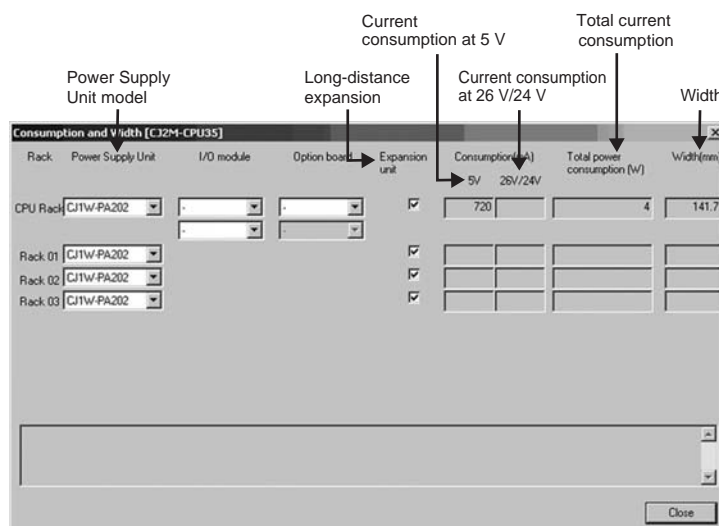 Current
consumption at 5 V
Total current
consumption
Power Supply
Unit model
Long-distance
expansion
Current consumption
at 26 V/24 V
Width
Consumption and Width [CJ2M-CPU35]
Rack Power Supply Unit I/O module Option board Expansion unit Consumption(mA) Total power consumption (W) Width(mm)
5V 26V/24V
CPU Rack CJ1W-PA202 - - 720 4 141.7
- -
Rack 01 CJ1W-PA202
Rack 02 CJ1W-PA202
Rack 03 CJ1W-PA202
Close